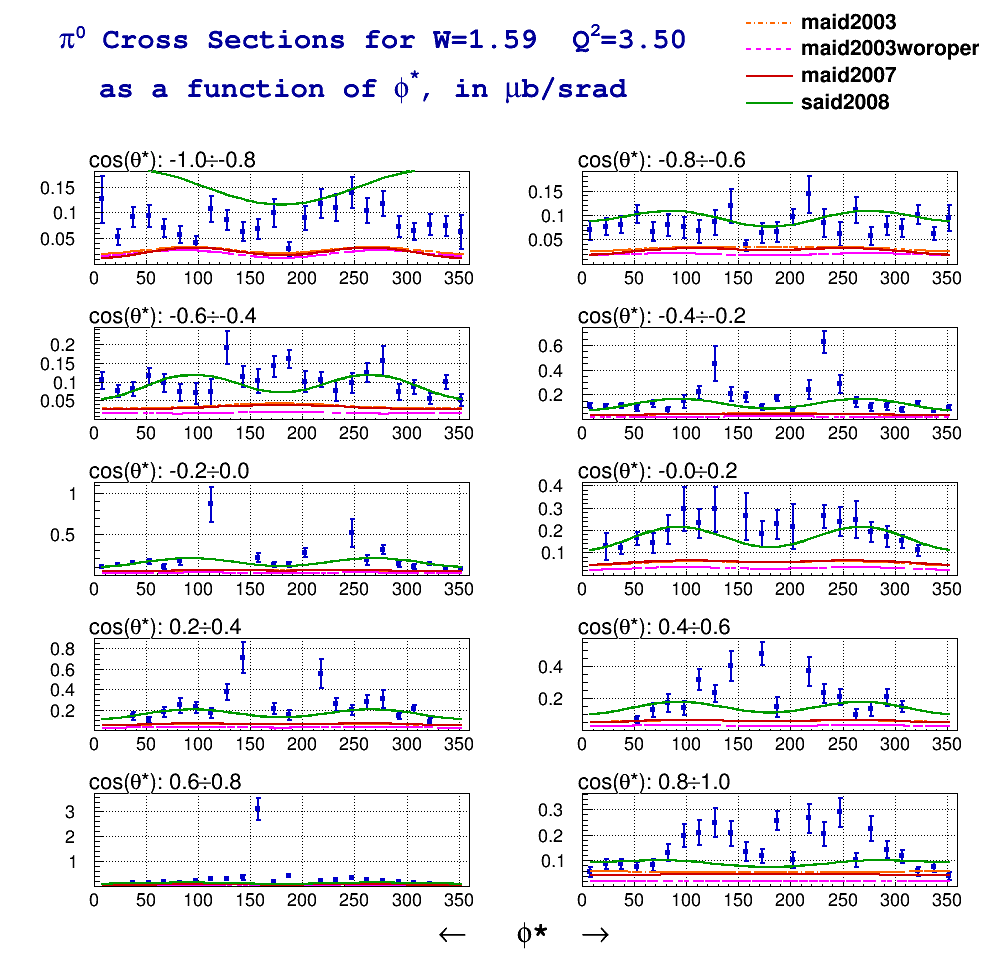 π⁰ Cross Sections for W=1.59 Q²=3.50
as a function of ϕ*, in μb/srad
maid2003
maid2003woroper
maid2007
said2008
cos(θ*): -1.0÷-0.8
0.15
0.1
0.05
0 50 100 150 200 250 300 350
cos(θ*): -0.8÷-0.6
0.15
0.1
0.05
0 50 100 150 200 250 300 350
cos(θ*): -0.6÷-0.4
0.2
0.15
0.1
0.05
0 50 100 150 200 250 300 350
cos(θ*): -0.4÷-0.2
0.6
0.4
0.2
0 50 100 150 200 250 300 350
cos(θ*): -0.2÷0.0
1
0.5
0 50 100 150 200 250 300 350
cos(θ*): -0.0÷0.2
0.4
0.3
0.2
0.1
0 50 100 150 200 250 300 350
cos(θ*): 0.2÷0.4
0.8
0.6
0.4
0.2
0 50 100 150 200 250 300 350
cos(θ*): 0.4÷0.6
0.4
0.2
0 50 100 150 200 250 300 350
cos(θ*): 0.6÷0.8
3
2
1
0 50 100 150 200 250 300 350
cos(θ*): 0.8÷1.0
0.3
0.2
0.1
0 50 100 150 200 250 300 350
← ϕ* →